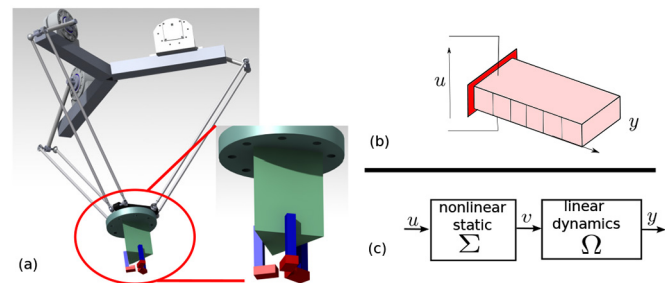 (a)
u
y
(b)
u
nonlinear
static
Σ
v
linear
dynamics
Ω
y
(c)